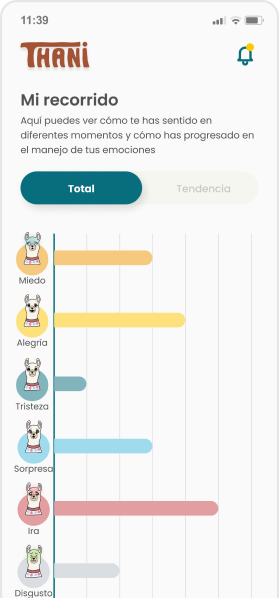 11:39
THANI
Mi recorrido
Aquí puedes ver cómo te has sentido en
diferentes momentos y cómo has progresado en
el manejo de tus emociones
Total
Tendencia
Miedo
Alegría
Tristeza
Sorpresa
Ira
Disgusto